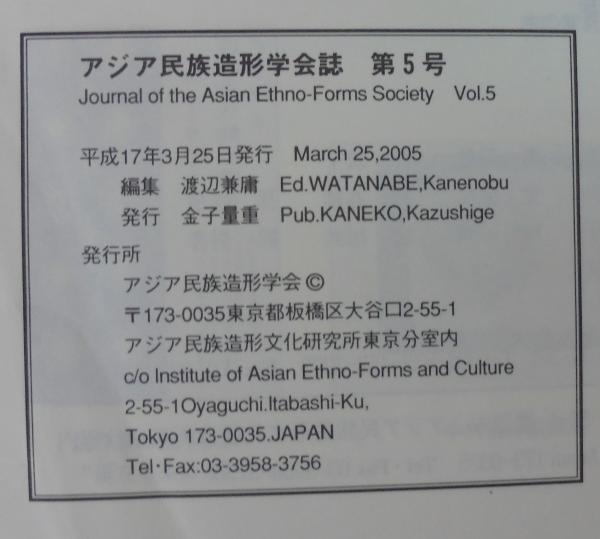 アジア民族造形学会誌　第5号
Journal of the Asian Ethno-Forms Society　Vol.5
平成17年3月25日発行　March 25,2005
編集　渡辺兼庸　Ed.WATANABE,Kanenobu
発行　金子量重　Pub.KANEKO,Kazushige
発行所
アジア民族造形学会©
〒173-0035東京都板橋区大谷口2-55-1
アジア民族造形文化研究所東京分室内
c/o Institute of Asian Ethno-Forms and Culture
2-55-1Oyaguchi.Itabashi-Ku,
Tokyo 173-0035.JAPAN
Tel･Fax:03-3958-3756